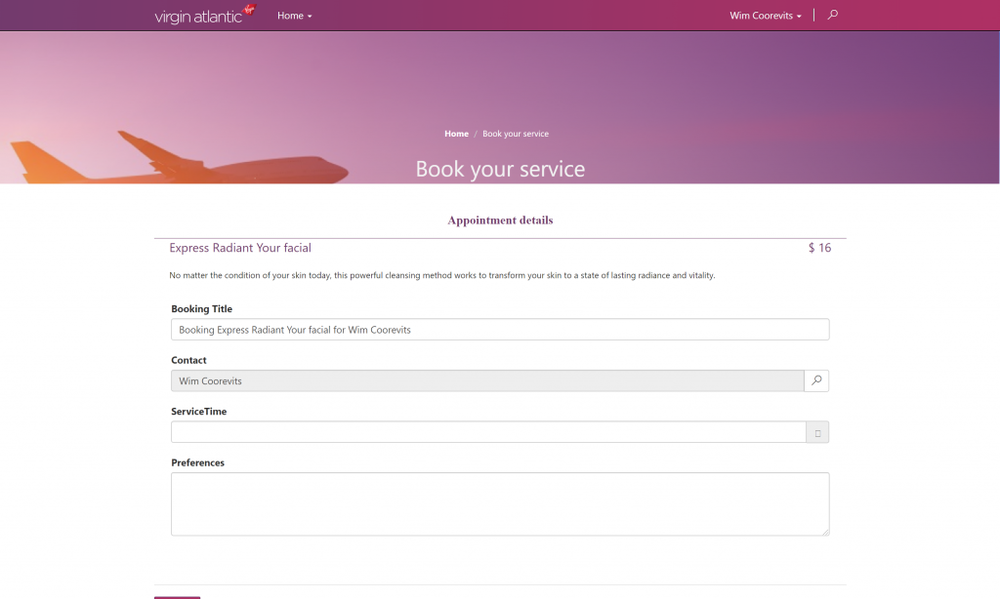 virgin atlantic Virgin Home Wim Coorevits
Home / Book your service
Book your service
Appointment details
Express Radiant Your facial $ 16
No matter the condition of your skin today, this powerful cleansing method works to transform your skin to a state of lasting radiance and vitality.
Booking Title
Booking Express Radiant Your facial for Wim Coorevits
Contact
Wim Coorevits
ServiceTime
Preferences